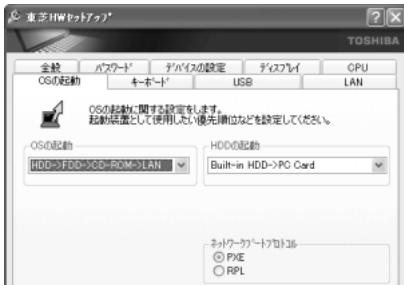 東芝HWセットアップ
TOSHIBA
全般 パスワード デバイスの設定 ディスプレイ CPU
OSの起動 キーボード USB LAN
OSの起動に関する設定をします。
起動装置として使用したい優先順位などを設定してください。
OSの起動 HDDの起動
HDD->FDD->CD-ROM->LAN Built-in HDD->PC Card
ネットワークブートプロトコル
PXE
RPL